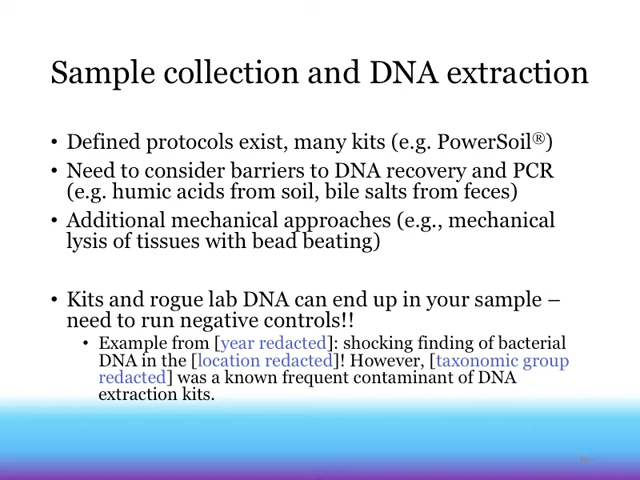 Sample collection and DNA extraction
• Defined protocols exist, many kits (e.g. PowerSoil®)
• Need to consider barriers to DNA recovery and PCR
(e.g. humic acids from soil, bile salts from feces)
• Additional mechanical approaches (e.g., mechanical
lysis of tissues with bead beating)
• Kits and rogue lab DNA can end up in your sample –
need to run negative controls!!
• Example from [year redacted]: shocking finding of bacterial
DNA in the [location redacted]! However, [taxonomic group
redacted] was a known frequent contaminant of DNA
extraction kits.